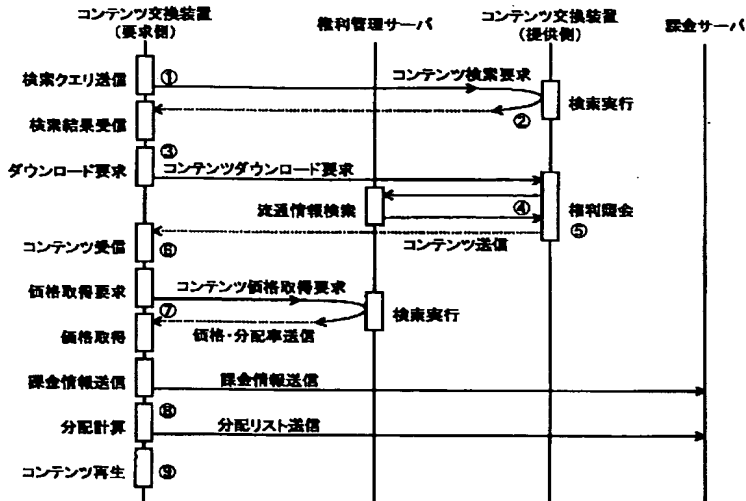 コンテンツ交換装置
(要求側)
権利管理サーバ
コンテンツ交換装置
(提供側)
課金サーバ
検索クエリ送信
①
コンテンツ検索要求
検索実行
②
検索結果受信
③
ダウンロード要求
コンテンツダウンロード要求
流通情報検索
④
権利照会
⑤
コンテンツ受信
⑥
コンテンツ送信
価格取得要求
コンテンツ価格取得要求
⑦
検索実行
価格取得
価格・分配率送信
課金情報送信
課金情報送信
⑧
分配計算
分配リスト送信
コンテンツ再生
⑨